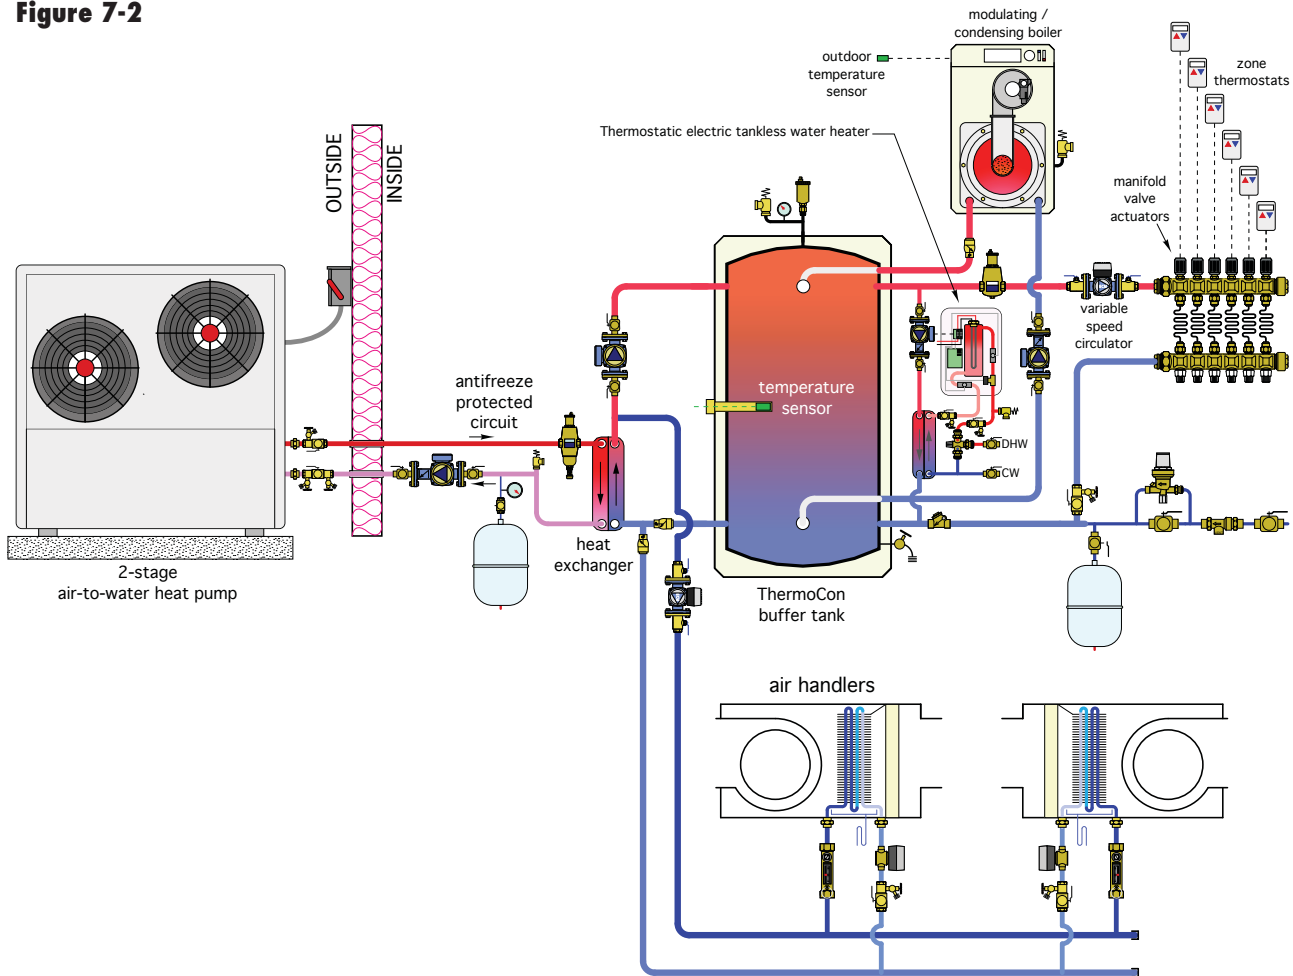 Figure 7-2
modulating /
condensing boiler
outdoor
temperature
sensor
zone
thermostats
Thermostatic electric tankless water heater
OUTSIDE
INSIDE
manifold
valve
actuators
variable
speed
circulator
antifreeze
protected
circuit
temperature
sensor
DHW
CW
heat
exchanger
2-stage
air-to-water heat pump
ThermoCon
buffer tank
air handlers